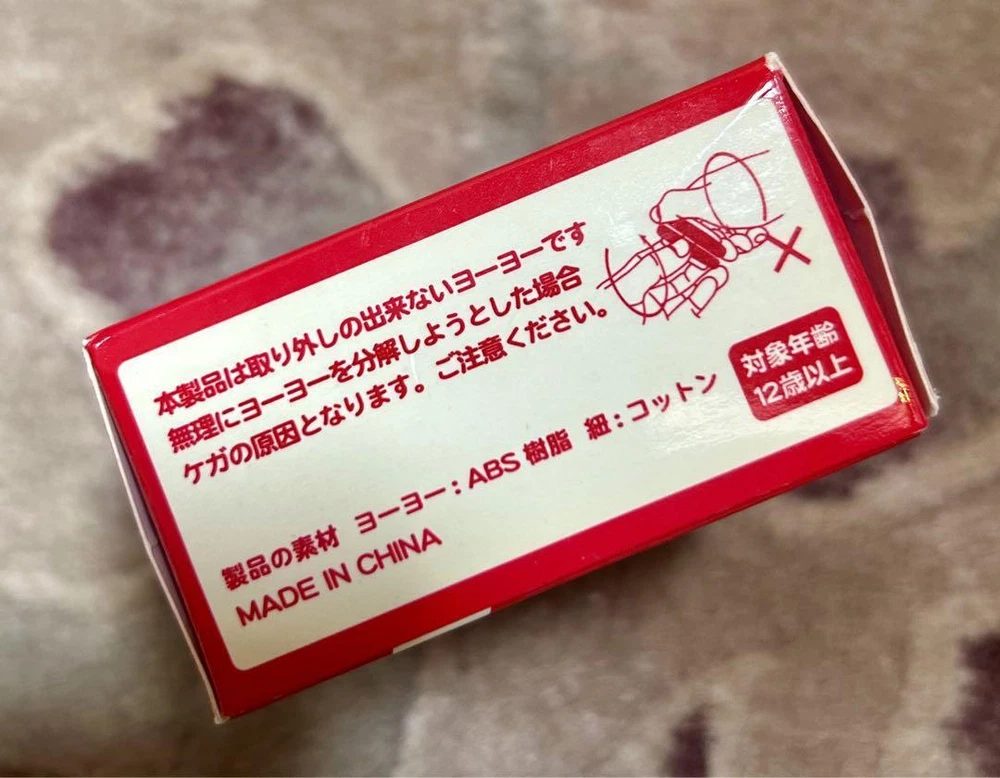 本製品は取り外しの出来ないヨーヨーです
無理にヨーヨーを分解しようとした場合
ケガの原因となります。ご注意ください。
対象年齢
12歳以上
製品の素材 ヨーヨー：ABS樹脂 紐：コットン
MADE IN CHINA